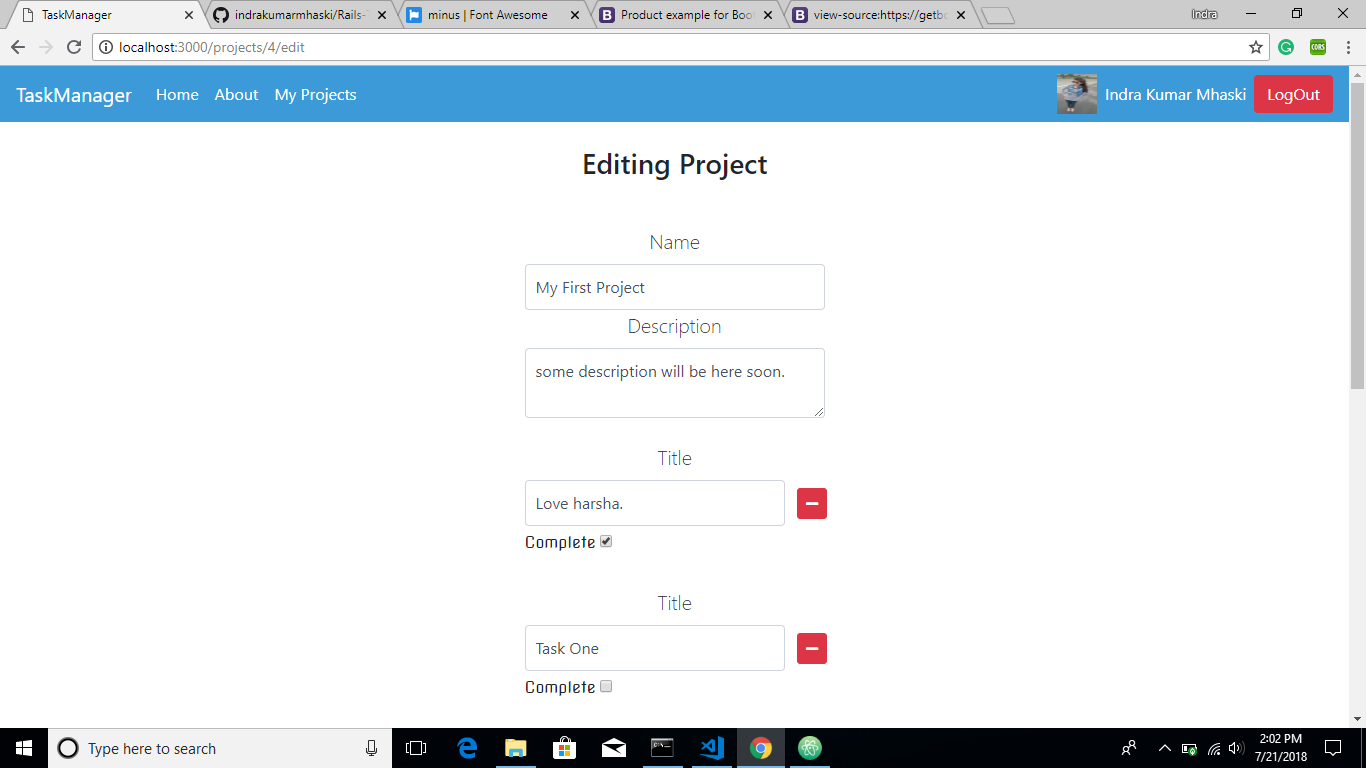 TaskManager
indrakumarmhaski/Rails-
minus | Font Awesome
Product example for Boo
view-source:https://getb
Indra
localhost:3000/projects/4/edit
CORS
TaskManager Home About My Projects Indra Kumar Mhaski LogOut
Editing Project
Name
My First Project
Description
some description will be here soon.
Title
Love harsha.
Complete
Title
Task One
Complete
Type here to search
2:02 PM
7/21/2018